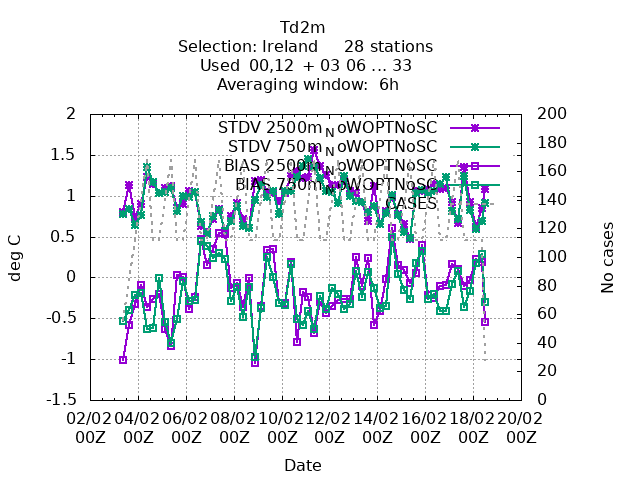 Td2m
Selection: Ireland 28 stations
Used 00,12 + 03 06 ... 33
Averaging window: 6h
STDV 2500m_NoWOPTNoSC
STDV 750m_NoWOPTNoSC
BIAS 2500m_NoWOPTNoSC
BIAS 750m_NoWOPTNoSC
CASES
2
1.5
1
0.5
0
-0.5
-1
-1.5
deg C
200
180
160
140
120
100
80
60
40
20
0
No cases
02/02 04/02 06/02 08/02 10/02 12/02 14/02 16/02 18/02 20/02
00Z 00Z 00Z 00Z 00Z 00Z 00Z 00Z 00Z 00Z
Date